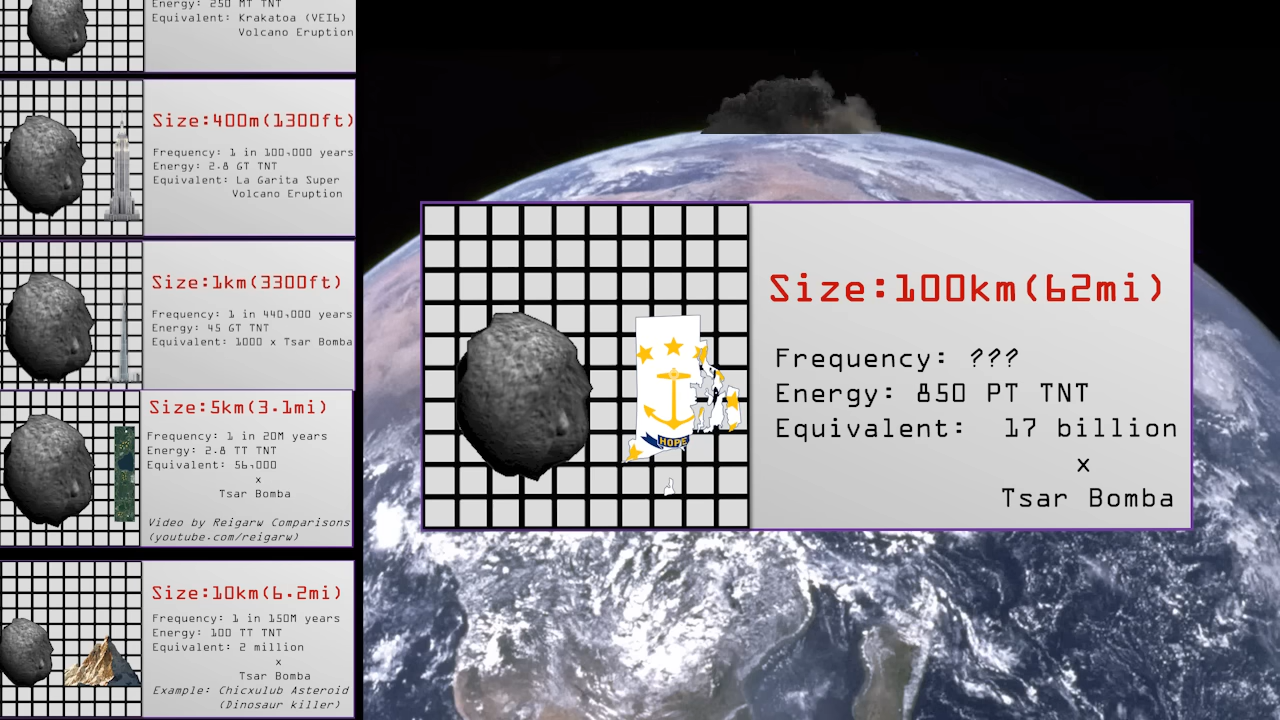 Energy: 250 MT TNT
Equivalent: Krakatoa (VEI6)
Volcano Eruption
Size:400m(1300ft)
Frequency: 1 in 100,000 years
Energy: 2.8 GT TNT
Equivalent: La Garita Super
Volcano Eruption
Size:1km(3300ft)
Frequency: 1 in 440,000 years
Energy: 45 GT TNT
Equivalent: 1000 x Tsar Bomba
Size:5km(3.1mi)
Frequency: 1 in 20M years
Energy: 2.8 TT TNT
Equivalent: 56,000
x
Tsar Bomba
Video by Reigarw Comparisons
(youtube.com/reigarw)
Size:10km(6.2mi)
Frequency: 1 in 150M years
Energy: 100 TT TNT
Equivalent: 2 million
x
Tsar Bomba
Example: Chicxulub Asteroid
(Dinosaur killer)
HOPE
Size:100km(62mi)
Frequency: ???
Energy: 850 PT TNT
Equivalent: 17 billion
x
Tsar Bomba